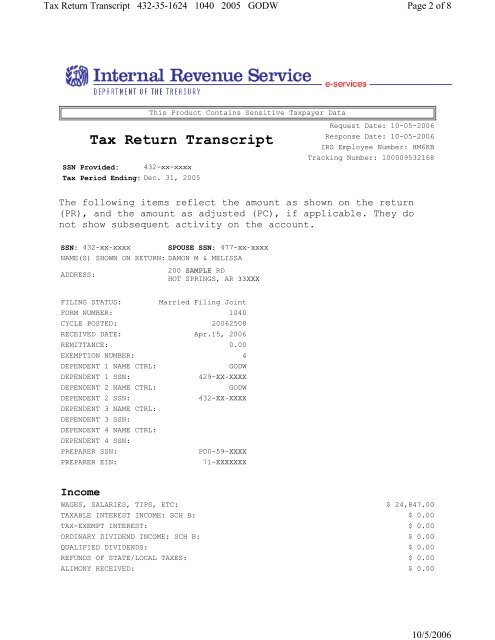 Tax Return Transcript 432-35-1624 1040 2005 GODW Page 2 of 8
Internal Revenue Service
DEPARTMENT OF THE TREASURY
e-services
This Product Contains Sensitive Taxpayer Data
Request Date: 10-05-2006
Tax Return Transcript
Response Date: 10-05-2006
IRS Employee Number: HM6KB
Tracking Number: 100009532168
SSN Provided: 432-xx-xxxx
Tax Period Ending: Dec. 31, 2005
The following items reflect the amount as shown on the return
(PR), and the amount as adjusted (PC), if applicable. They do
not show subsequent activity on the account.
SSN: 432-xx-xxxx SPOUSE SSN: 477-xx-xxxx
NAME(S) SHOWN ON RETURN: DAMON M & MELISSA
ADDRESS: 200 SAMPLE RD
HOT SPRINGS, AR 33XXX
FILING STATUS: Married Filing Joint
FORM NUMBER: 1040
CYCLE POSTED: 20062508
RECEIVED DATE: Apr.15, 2006
REMITTANCE: 0.00
EXEMPTION NUMBER: 4
DEPENDENT 1 NAME CTRL: GODW
DEPENDENT 1 SSN: 429-XX-XXXX
DEPENDENT 2 NAME CTRL: GODW
DEPENDENT 2 SSN: 432-XX-XXXX
DEPENDENT 3 NAME CTRL:
DEPENDENT 3 SSN:
DEPENDENT 4 NAME CTRL:
DEPENDENT 4 SSN:
PREPARER SSN: P00-59-XXXX
PREPARER EIN: 71-XXXXXXX
Income
WAGES, SALARIES, TIPS, ETC: $ 24,847.00
TAXABLE INTEREST INCOME: SCH B: $ 0.00
TAX-EXEMPT INTEREST: $ 0.00
ORDINARY DIVIDEND INCOME: SCH B: $ 0.00
QUALIFIED DIVIDENDS: $ 0.00
REFUNDS OF STATE/LOCAL TAXES: $ 0.00
ALIMONY RECEIVED: $ 0.00
10/5/2006